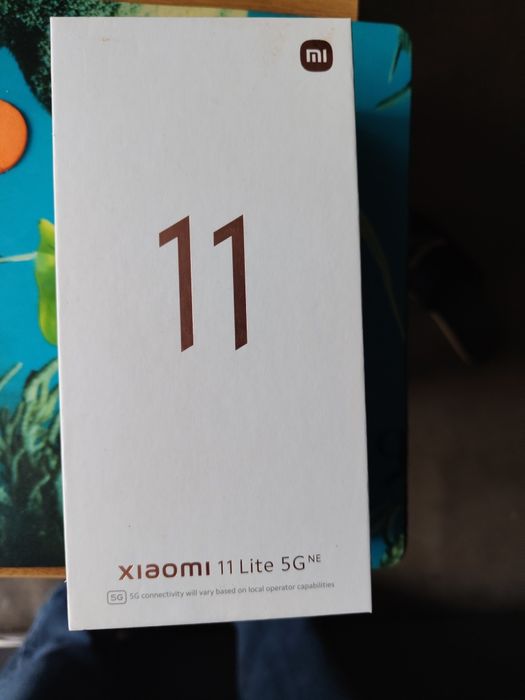 mi
11
xiaomi 11 Lite 5G NE
5G 5G connectivity will vary based on local operator capabilities